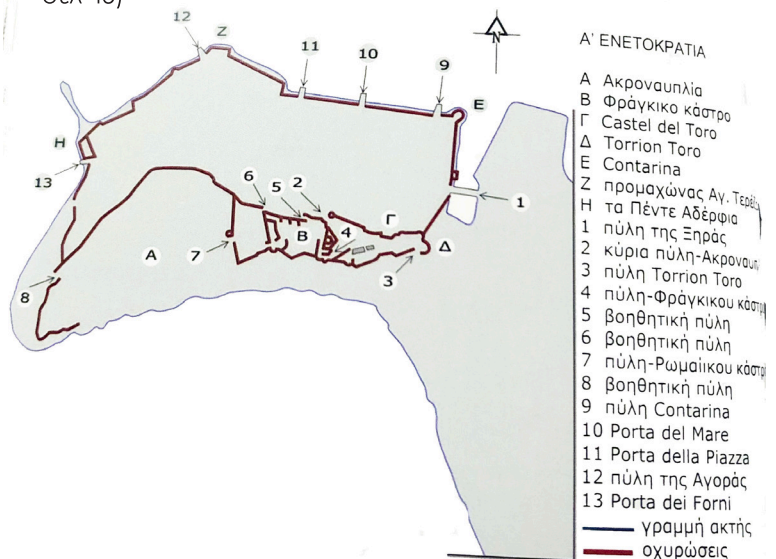 12
Z
N
11
10
9
E
H
13
6
5
2
Γ
1
B
4
A
7
Δ
3
8
Α' ΕΝΕΤΟΚΡΑΤΙΑ
Α Ακροναυπλία
Β Φράγκικο κάστρο
Γ Castel del Toro
Δ Torrion Toro
Ε Contarina
Ζ προμαχώνας Αγ.
Η τα Πέντε Αδέρφια
1 πύλη της Ξηράς
2 κύρια
3 πύλη Torrion Toro
4 πύλη-Φράγκικου
5 βοηθητική πύλη
6 βοηθητική πύλη
7 πύλη-Ρωμαίικου
8 βοηθητική πύλη
9 πύλη Contarina
10 Porta del Mare
11 Porta della Piazza
12 πύλη της Αγοράς
13 Porta dei Forni
γραμμή ακτής
οχυρώσεις